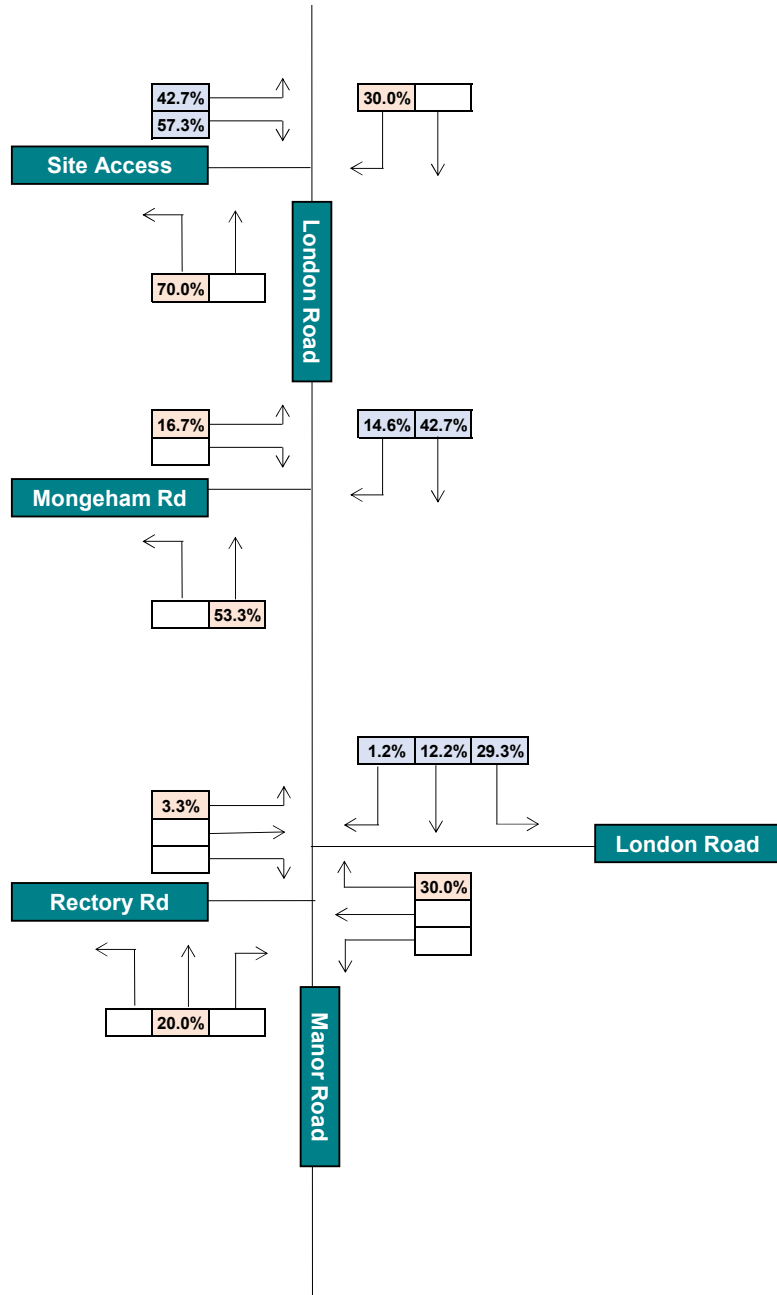 42.7%
30.0%
57.3%
Site Access
London Road
70.0%
16.7%
14.6% 42.7%
Mongeham Rd
53.3%
1.2% 12.2% 29.3%
3.3%
London Road
30.0%
Rectory Rd
20.0%
Manor Road